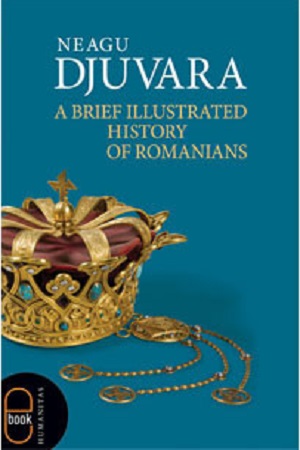 NEAGU
DJUVARA
A BRIEF ILLUSTRATED
HISTORY
OF ROMANIANS
e
book
HUMANITAS